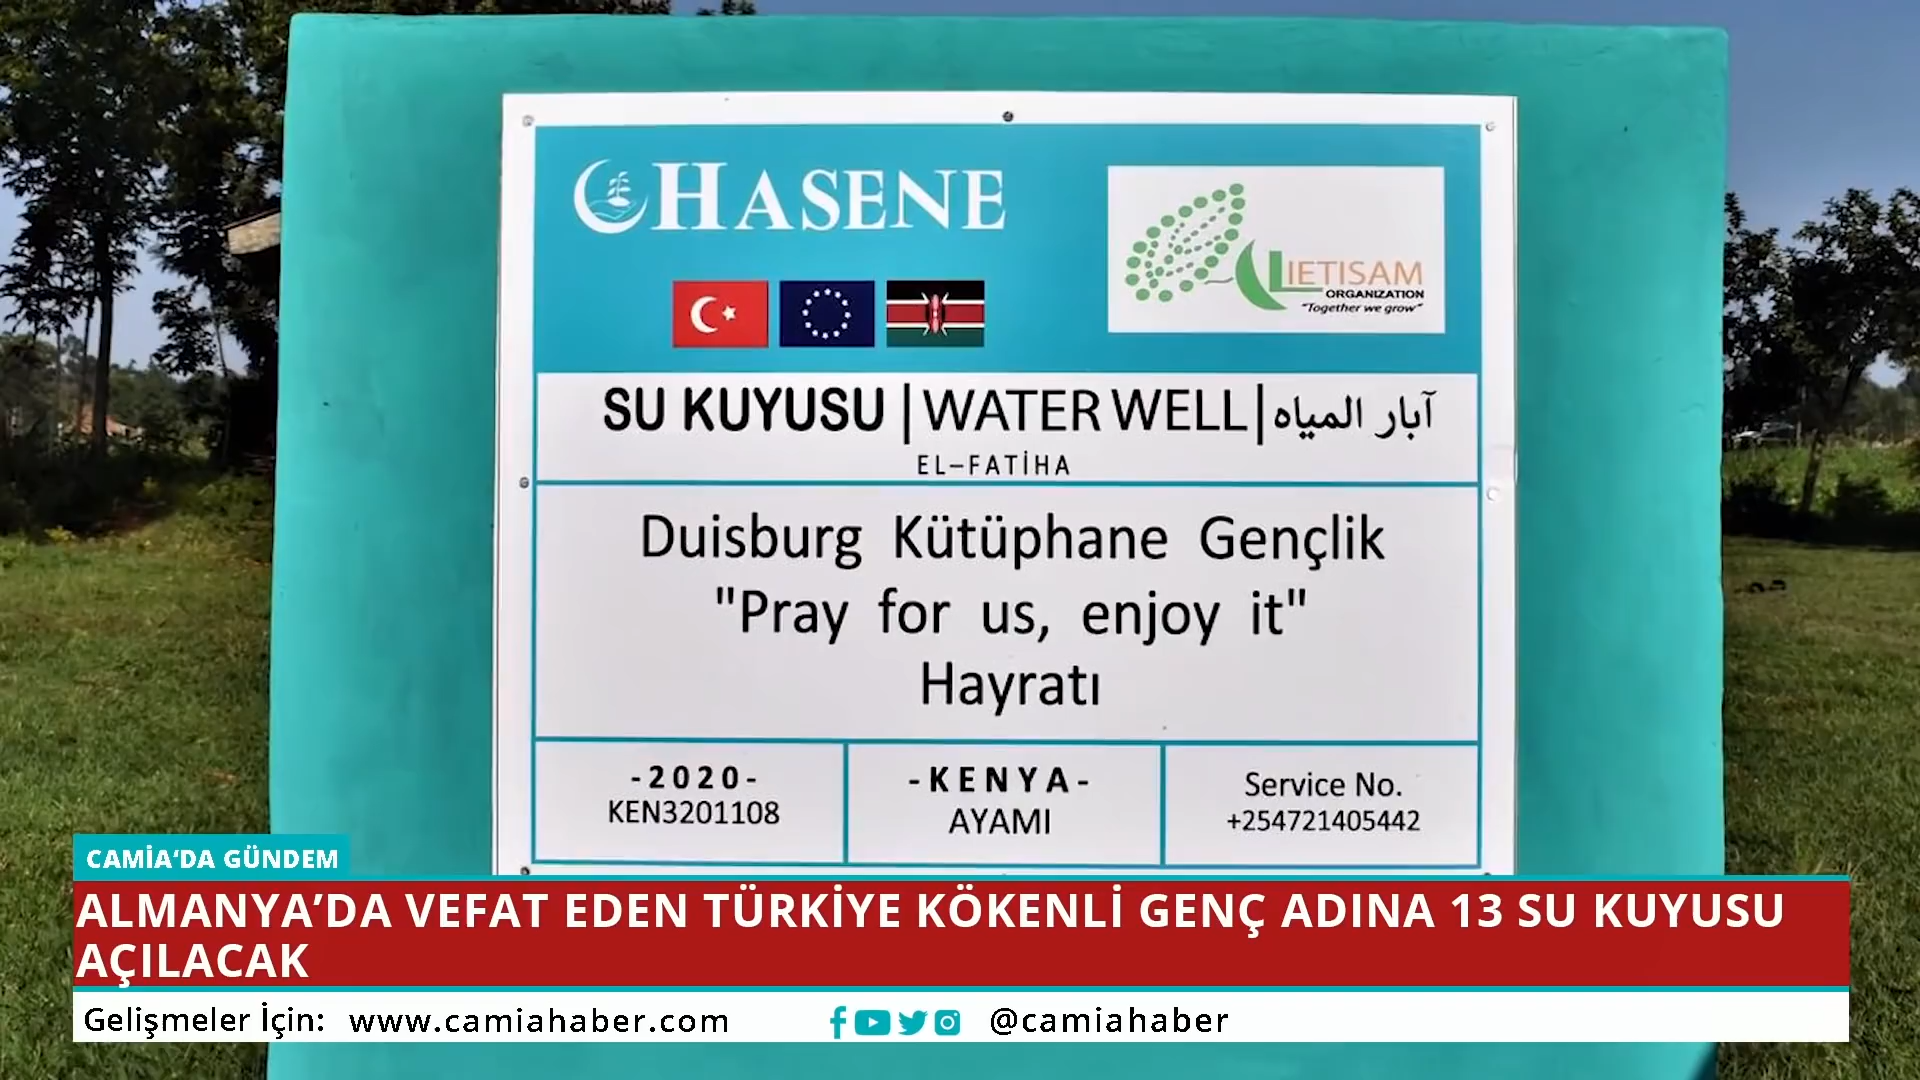 HASENE
LIETISAM
ORGANIZATION
"Together we grow"
SU KUYUSU | WATER WELL | آبار المياه
EL–FATİHA
Duisburg Kütüphane Gençlik
"Pray for us, enjoy it"
Hayratı
-2020-
KEN3201108
-KENYA-
AYAMI
Service No.
+254721405442
CAMİA‘DA GÜNDEM
ALMANYA’DA VEFAT EDEN TÜRKİYE KÖKENLİ GENÇ ADINA 13 SU KUYUSU
AÇILACAK
Gelişmeler İçin: www.camiahaber.com @camiahaber